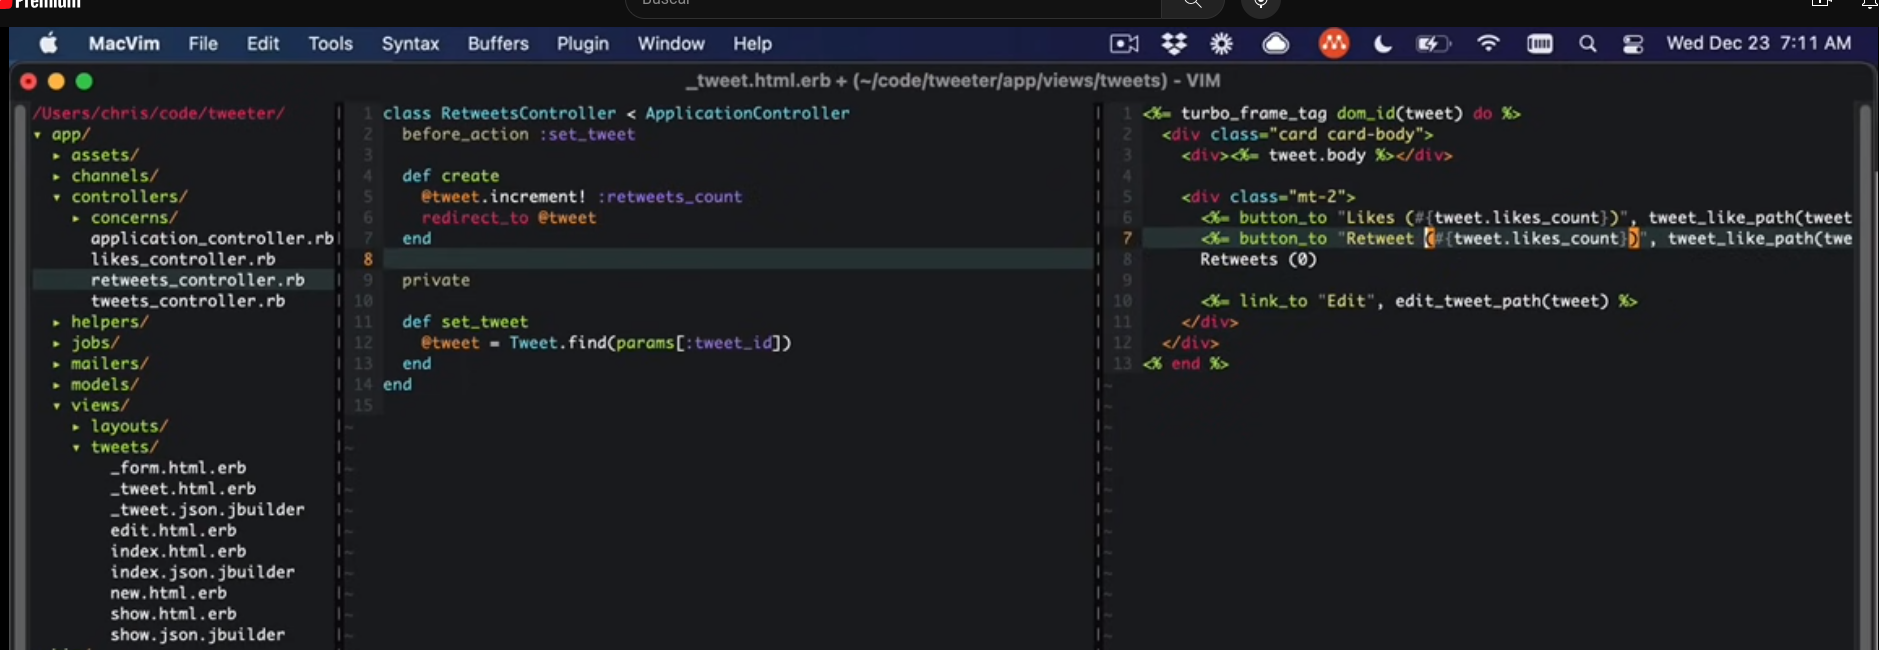 Premium
Buscar
MacVim File Edit Tools Syntax Buffers Plugin Window Help Wed Dec 23 7:11 AM
_tweet.html.erb + (~/code/tweeter/app/views/tweets) - VIM
/Users/chris/code/tweeter/
▾ app/
▸ assets/
▸ channels/
▾ controllers/
▸ concerns/
application_controller.rb
likes_controller.rb
retweets_controller.rb
tweets_controller.rb
▸ helpers/
▸ jobs/
▸ mailers/
▸ models/
▾ views/
▸ layouts/
▾ tweets/
_form.html.erb
_tweet.html.erb
_tweet.json.jbuilder
edit.html.erb
index.html.erb
index.json.jbuilder
new.html.erb
show.html.erb
show.json.jbuilder
1 class RetweetsController < ApplicationController
2 before_action :set_tweet
3
4 def create
5 @tweet.increment! :retweets_count
6 redirect_to @tweet
7 end
8
9 private
10
11 def set_tweet
12 @tweet = Tweet.find(params[:tweet_id])
13 end
14 end
15
1 <%= turbo_frame_tag dom_id(tweet) do %>
2 <div class="card card-body">
3 <div><%= tweet.body %></div>
4
5 <div class="mt-2">
6 <%= button_to "Likes (#{tweet.likes_count})", tweet_like_path(tweet
7 <%= button_to "Retweet (#{tweet.likes_count})", tweet_like_path(twe
8 Retweets (0)
9
10 <%= link_to "Edit", edit_tweet_path(tweet) %>
11 </div>
12 </div>
13 <% end %>